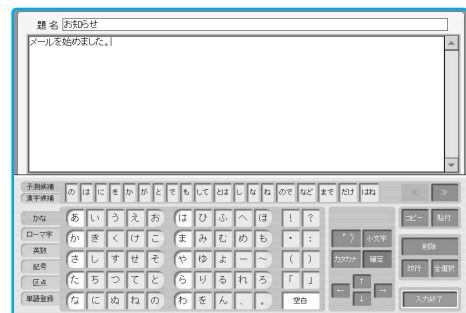 題名 お知らせ
メールを始めました。
予測候補
漢字候補
の は に を が と で も して とは し な ね ので など まで だけ はね
« »
かな あ い う え お は ひ ふ へ ほ ! ? コピー 貼付
ローマ字 か き く け こ ま み む め も ・ : ゛゜ 小文字 削除
英数 さ し す せ そ や ゆ よ ー ~ ( ) カタカナ 確定
記号 た ち つ て と ら り る れ ろ 「 」 ↑ 改行 全選択
区点
単語登録 な に ぬ ね の わ を ん 、 。 空白 ← ↓ → 入力終了